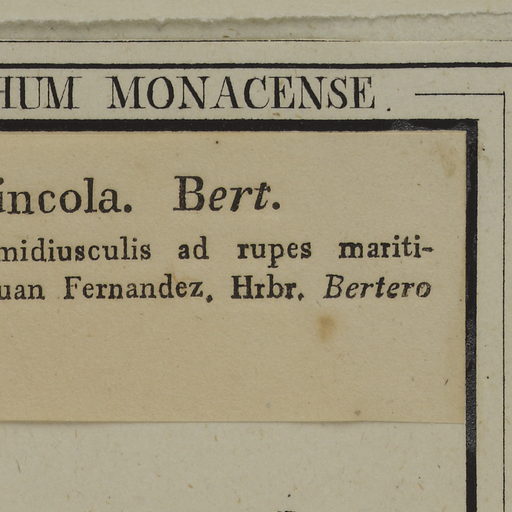 HUM MONACENSE.
incola. Bert.
midiusculis ad rupes mariti-
uan Fernandez. Hrbr. Bertero